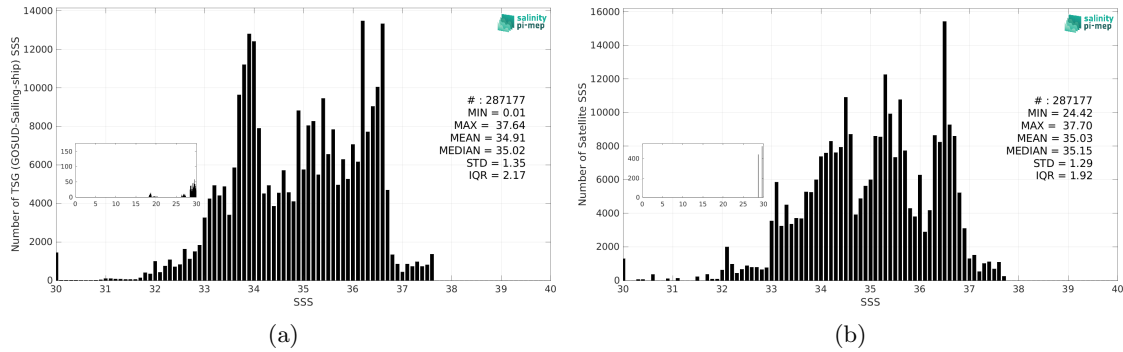 14000
12000
10000
8000
6000
4000
2000
0
Number of TSG (GOSUD-Sailing-ship) SSS
salinity
pi-mep
# : 287177
MIN = 0.01
MAX = 37.64
MEAN = 34.91
MEDIAN = 35.02
STD = 1.35
IQR = 2.17
150
100
50
0
0 5 10 15 20 25 30
30 31 32 33 34 35 36 37 38 39 40
SSS
(a)
16000
14000
12000
10000
8000
6000
4000
2000
0
Number of Satellite SSS
salinity
pi-mep
# : 287177
MIN = 24.42
MAX = 37.70
MEAN = 35.03
MEDIAN = 35.15
STD = 1.29
IQR = 1.92
400
200
0
0 5 10 15 20 25 30
30 31 32 33 34 35 36 37 38 39 40
SSS
(b)